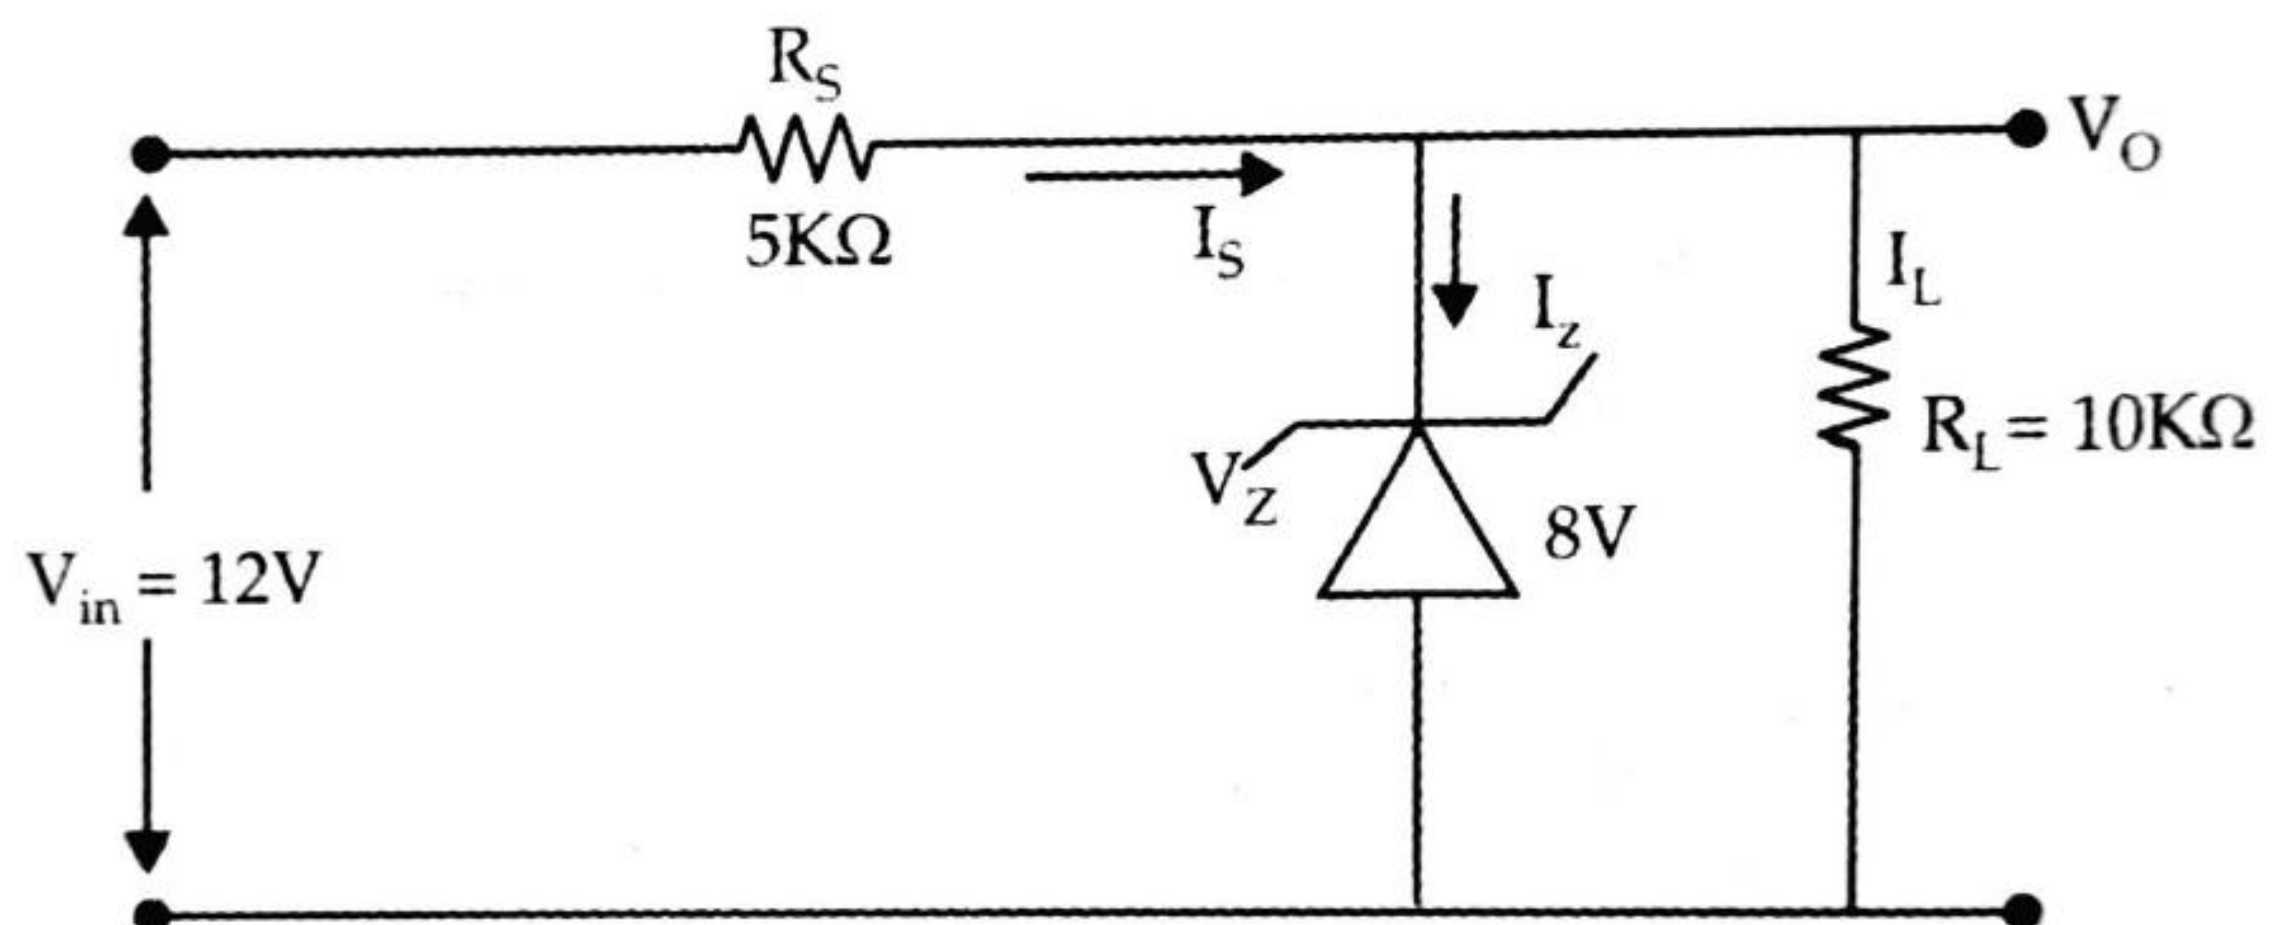 R_S
5KΩ
I_S
V_O
I_L
I_z
R_L = 10KΩ
V_Z
8V
V_in = 12V